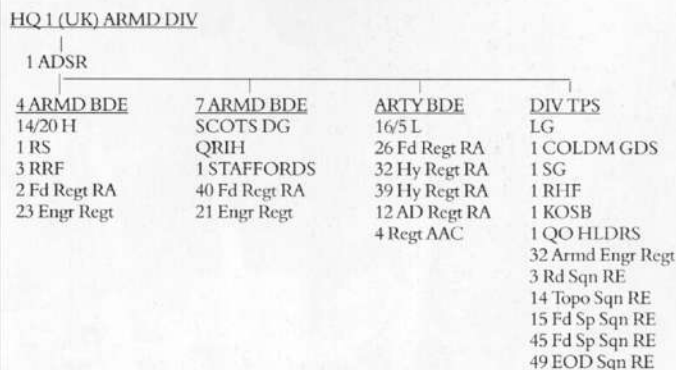 HQ 1 (UK) ARMD DIV
1 ADSR
4 ARMD BDE
14/20 H
1 RS
3 RRF
2 Fd Regt RA
23 Engr Regt
7 ARMD BDE
SCOTS DG
QRIH
1 STAFFORDS
40 Fd Regt RA
21 Engr Regt
ARTY BDE
16/5 L
26 Fd Regt RA
32 Hy Regt RA
39 Hy Regt RA
12 AD Regt RA
4 Regt AAC
DIV TPS
LG
1 COLDM GDS
1 SG
1 RHF
1 KOSB
1 QO HLDRS
32 Armd Engr Regt
3 Rd Sqn RE
14 Topo Sqn RE
15 Fd Sp Sqn RE
45 Fd Sp Sqn RE
49 EOD Sqn RE